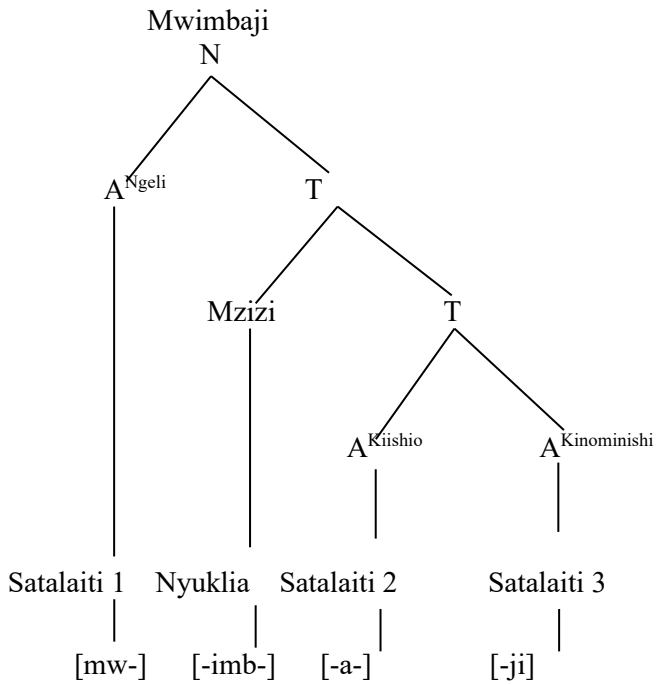 Mwimbaji
N
A^Ngeli T
Mzizi T
A^Kiishio A^Kinominishi
Satalaiti 1 Nyuklia Satalaiti 2 Satalaiti 3
[mw-] [-imb-] [-a-] [-ji]